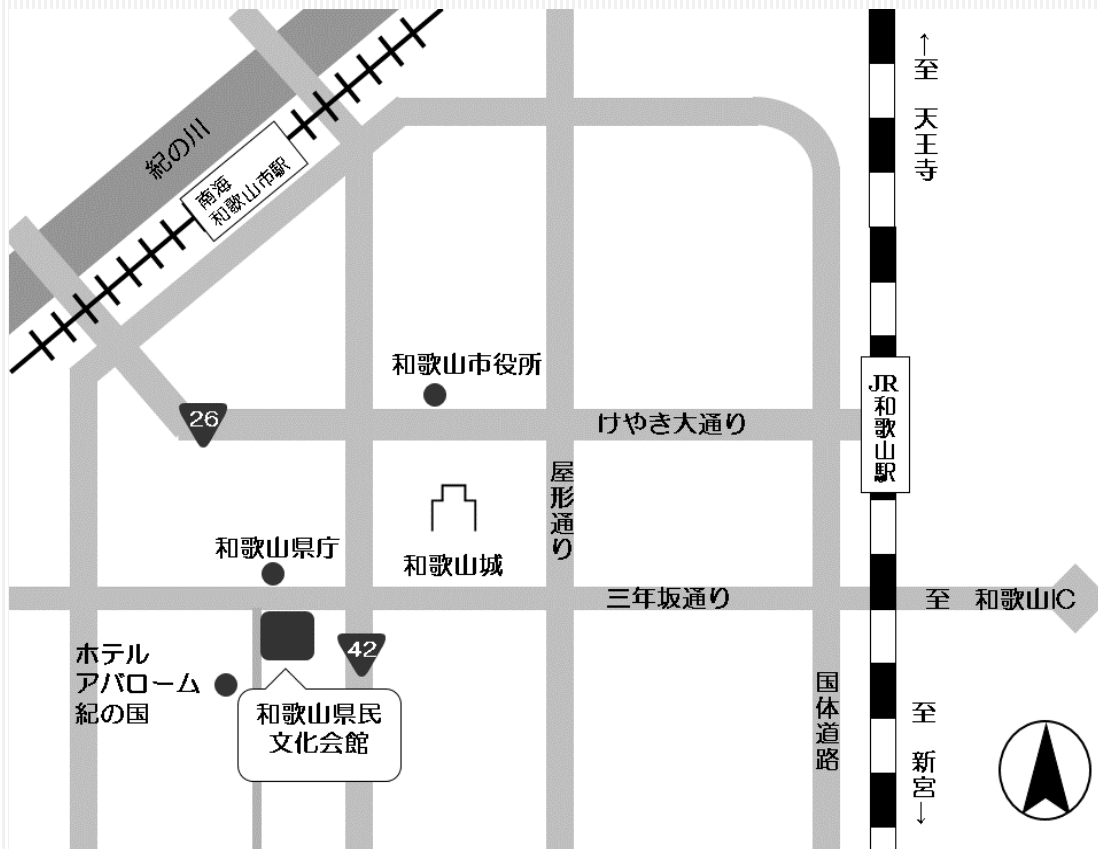 ↑至 天王寺
紀の川
南海
和歌山市駅
和歌山市役所
JR和歌山駅
26
けやき大通り
屋形通り
和歌山県庁
和歌山城
三年坂通り
至 和歌山IC
42
ホテル
アバローム
紀の国
国体道路
和歌山県民
文化会館
至 新宮↓